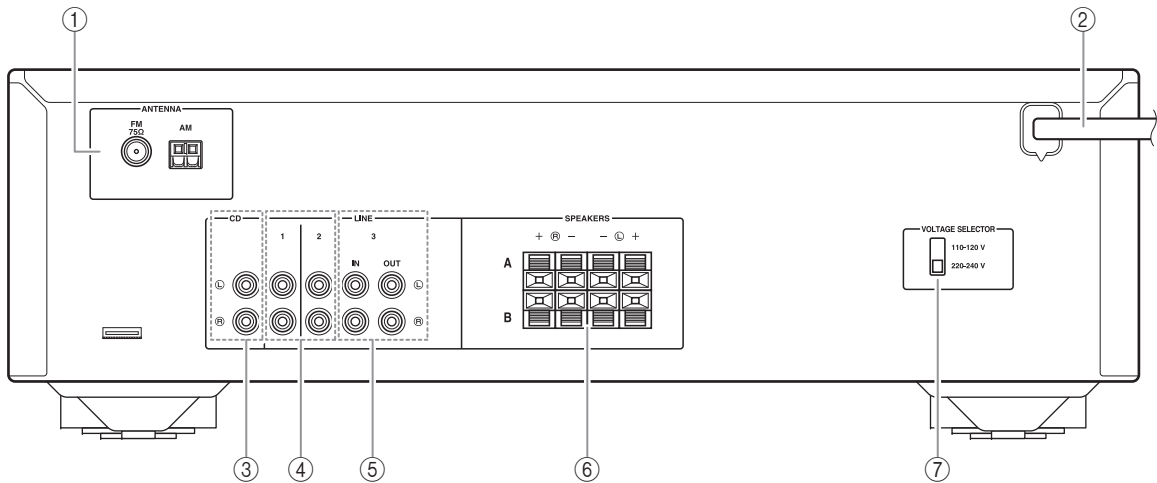 ① ②
ANTENNA
FM
75Ω
AM
CD
LINE
1 2 3
IN OUT
Ⓛ Ⓛ
Ⓡ Ⓡ
SPEAKERS
+ Ⓡ − − Ⓛ +
A
B
VOLTAGE SELECTOR
110-120 V
220-240 V
③ ④ ⑤ ⑥ ⑦